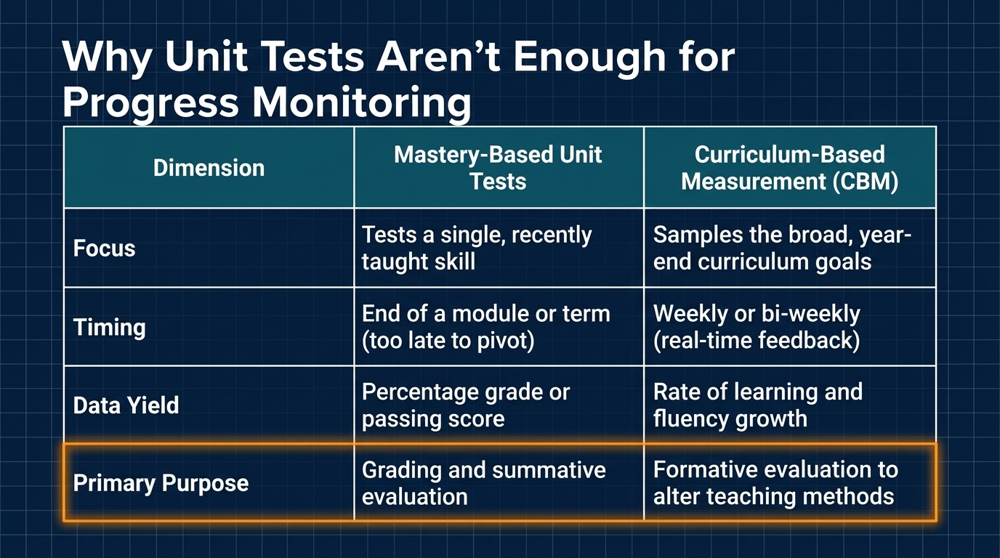 Why Unit Tests Aren’t Enough for
Progress Monitoring
Dimension
Mastery-Based Unit
Tests
Curriculum-Based
Measurement (CBM)
Focus
Tests a single, recently
taught skill
Samples the broad, year-
end curriculum goals
Timing
End of a module or term
(too late to pivot)
Weekly or bi-weekly
(real-time feedback)
Data Yield
Percentage grade or
passing score
Rate of learning and
fluency growth
Primary Purpose
Grading and summative
evaluation
Formative evaluation to
alter teaching methods